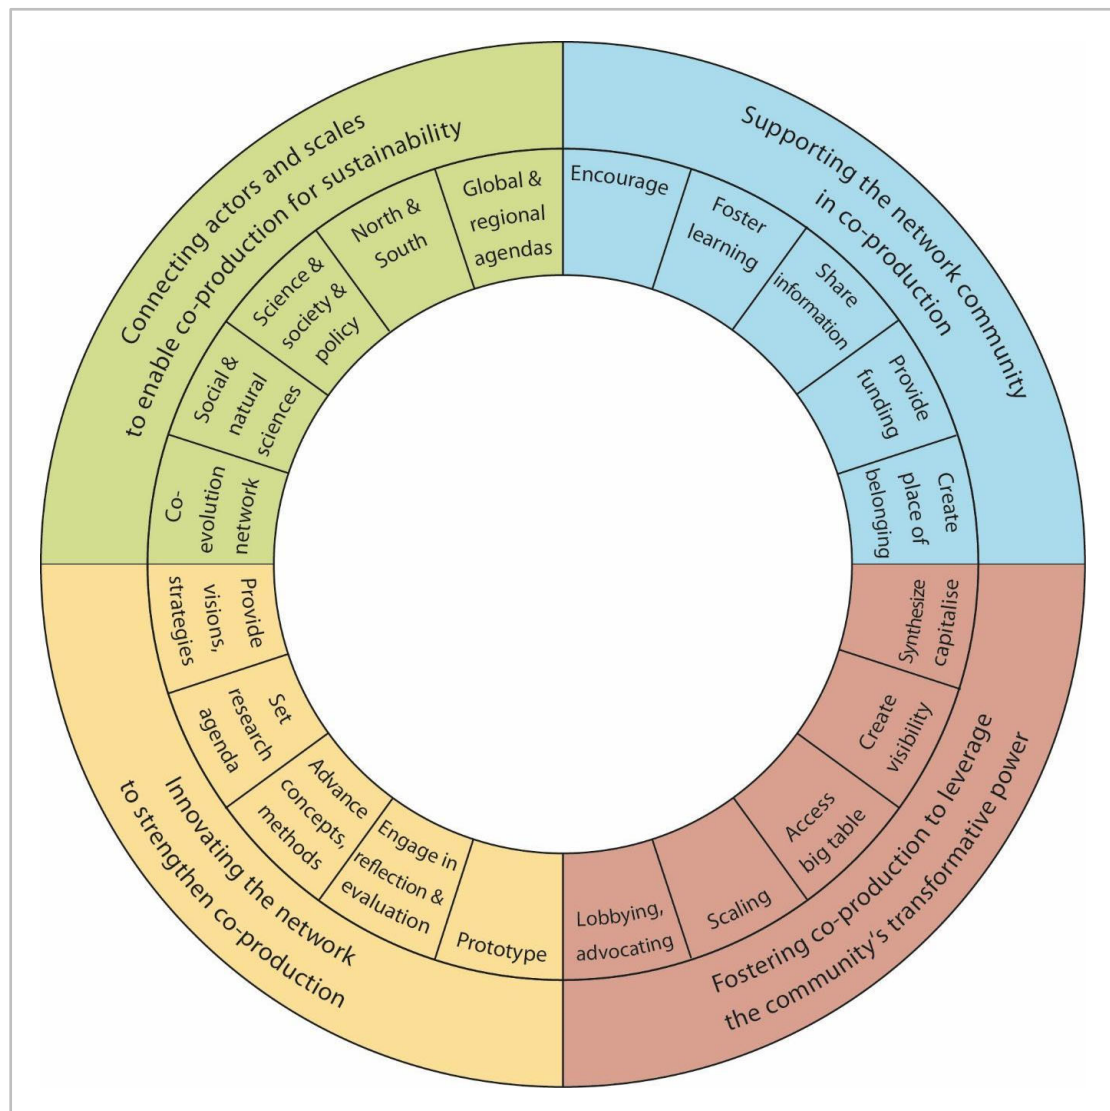 Connecting actors and scales
to enable co-production for sustainability
Co-
evolution
network
Social &
natural
sciences
Science &
society &
policy
North &
South
Global &
regional
agendas
Supporting the network community
in co-production
Encourage
Foster
learning
Share
information
Provide
funding
Create
place of
belonging
Fostering co-production to leverage
the community's transformative power
Synthesize
capitalise
Create
visibility
Access
big table
Scaling
Lobbying,
advocating
Innovating the network
to strengthen co-production
Prototype
Engage in
reflection &
evaluation
Advance
concepts,
methods
Set
research
agenda
Provide
visions,
strategies